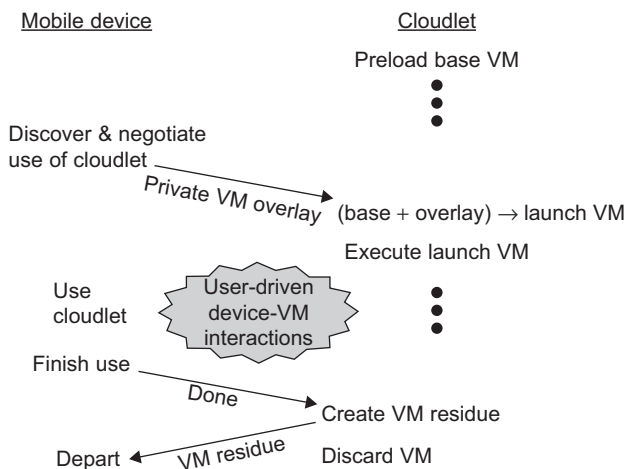 Mobile device
Cloudlet
Preload base VM
Discover & negotiate
use of cloudlet
Private VM overlay
(base + overlay) → launch VM
Execute launch VM
Use
cloudlet
User-driven
device-VM
interactions
Finish use
Done
Create VM residue
VM residue
Depart
Discard VM